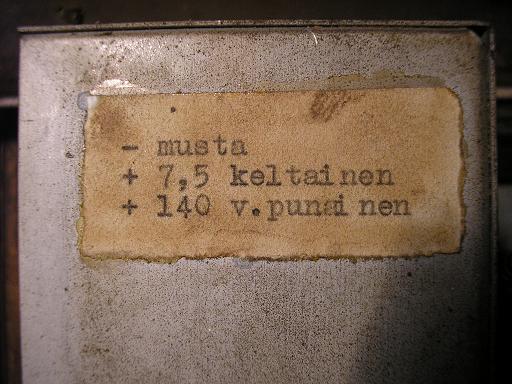 - musta
+ 7,5 keltainen
+ 140 v.punainen